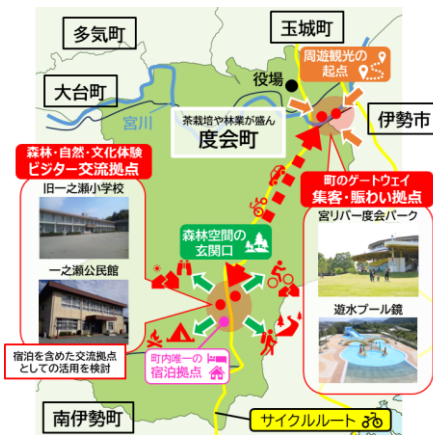 多気町
玉城町
大台町
役場
周遊観光の
起点
宮川
茶栽培や林業が盛ん
度会町
伊勢市
森林・自然・文化体験
ビジター交流拠点
旧一之瀬小学校
一之瀬公民館
宿泊を含めた交流拠点
としての活用を検討
森林空間の
玄関口
町内唯一の
宿泊拠点
町のゲートウェイ
集客・賑わい拠点
宮リバー度会パーク
遊水プール鏡
南伊勢町
サイクルルート